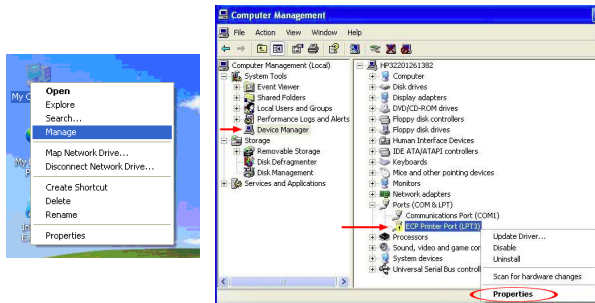 My C
Open
Explore
Search...
Manage
Map Network Drive...
Disconnect Network Drive...
Create Shortcut
Delete
Rename
Properties
Computer Management
File Action View Window Help
Computer Management (Local)
System Tools
Event Viewer
Shared Folders
Local Users and Groups
Performance Logs and Alerts
Device Manager
Storage
Removable Storage
Disk Defragmenter
Disk Management
Services and Applications
HP32201261382
Computer
Disk drives
Display adapters
DVD/CD-ROM drives
Floppy disk controllers
Floppy disk drives
Human Interface Devices
IDE ATA/ATAPI controllers
Keyboards
Mice and other pointing devices
Monitors
Network adapters
Ports (COM & LPT)
Communications Port (COM1)
ECP Printer Port (LPT3)
Processors
Sound, video and game con
System devices
Universal Serial Bus control
Update Driver...
Disable
Uninstall
Scan for hardware changes
Properties